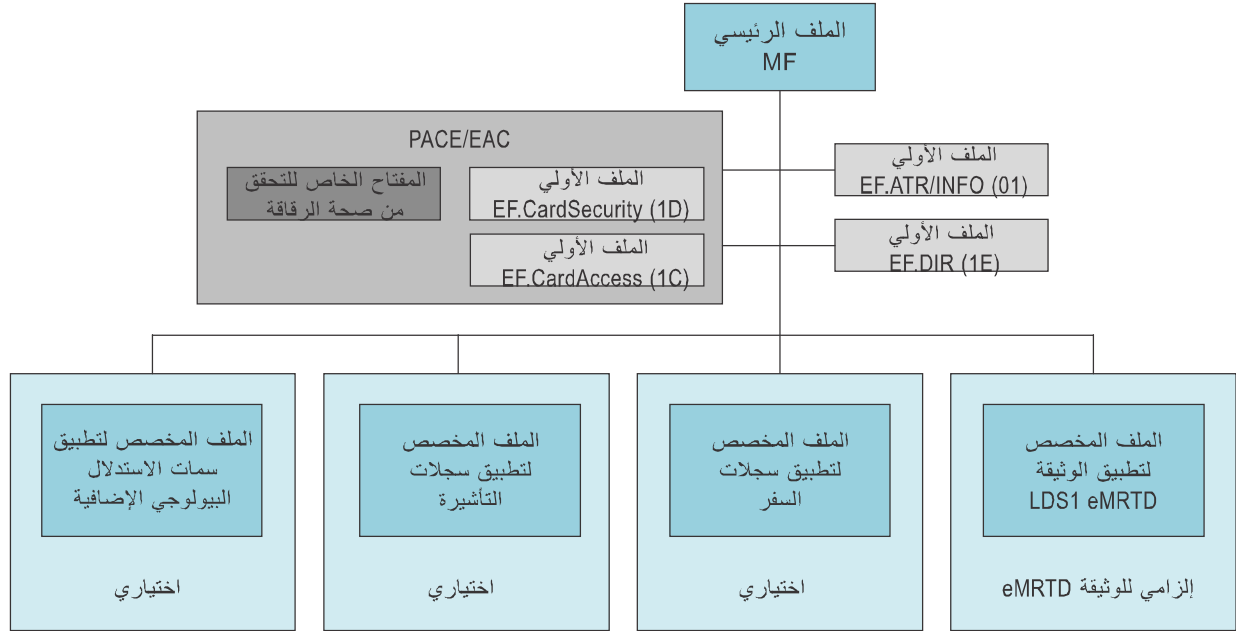 الملف الرئيسي
MF
PACE/EAC
الملف الأولي
EF.ATR/INFO (01)
الملف الأولي
EF.CardSecurity (1D)
المفتاح الخاص للتحقق
من صحة الرقاقة
الملف الأولي
EF.DIR (1E)
الملف الأولي
EF.CardAccess (1C)
الملف المخصص
لتطبيق الوثيقة
LDS1 eMRTD
إلزامي للوثيقة eMRTD
الملف المخصص
لتطبيق سجلات
السفر
اختياري
الملف المخصص
لتطبيق سجلات
التأشيرة
اختياري
الملف المخصص لتطبيق
سمات الاستدلال
البيولوجي الإضافية
اختياري